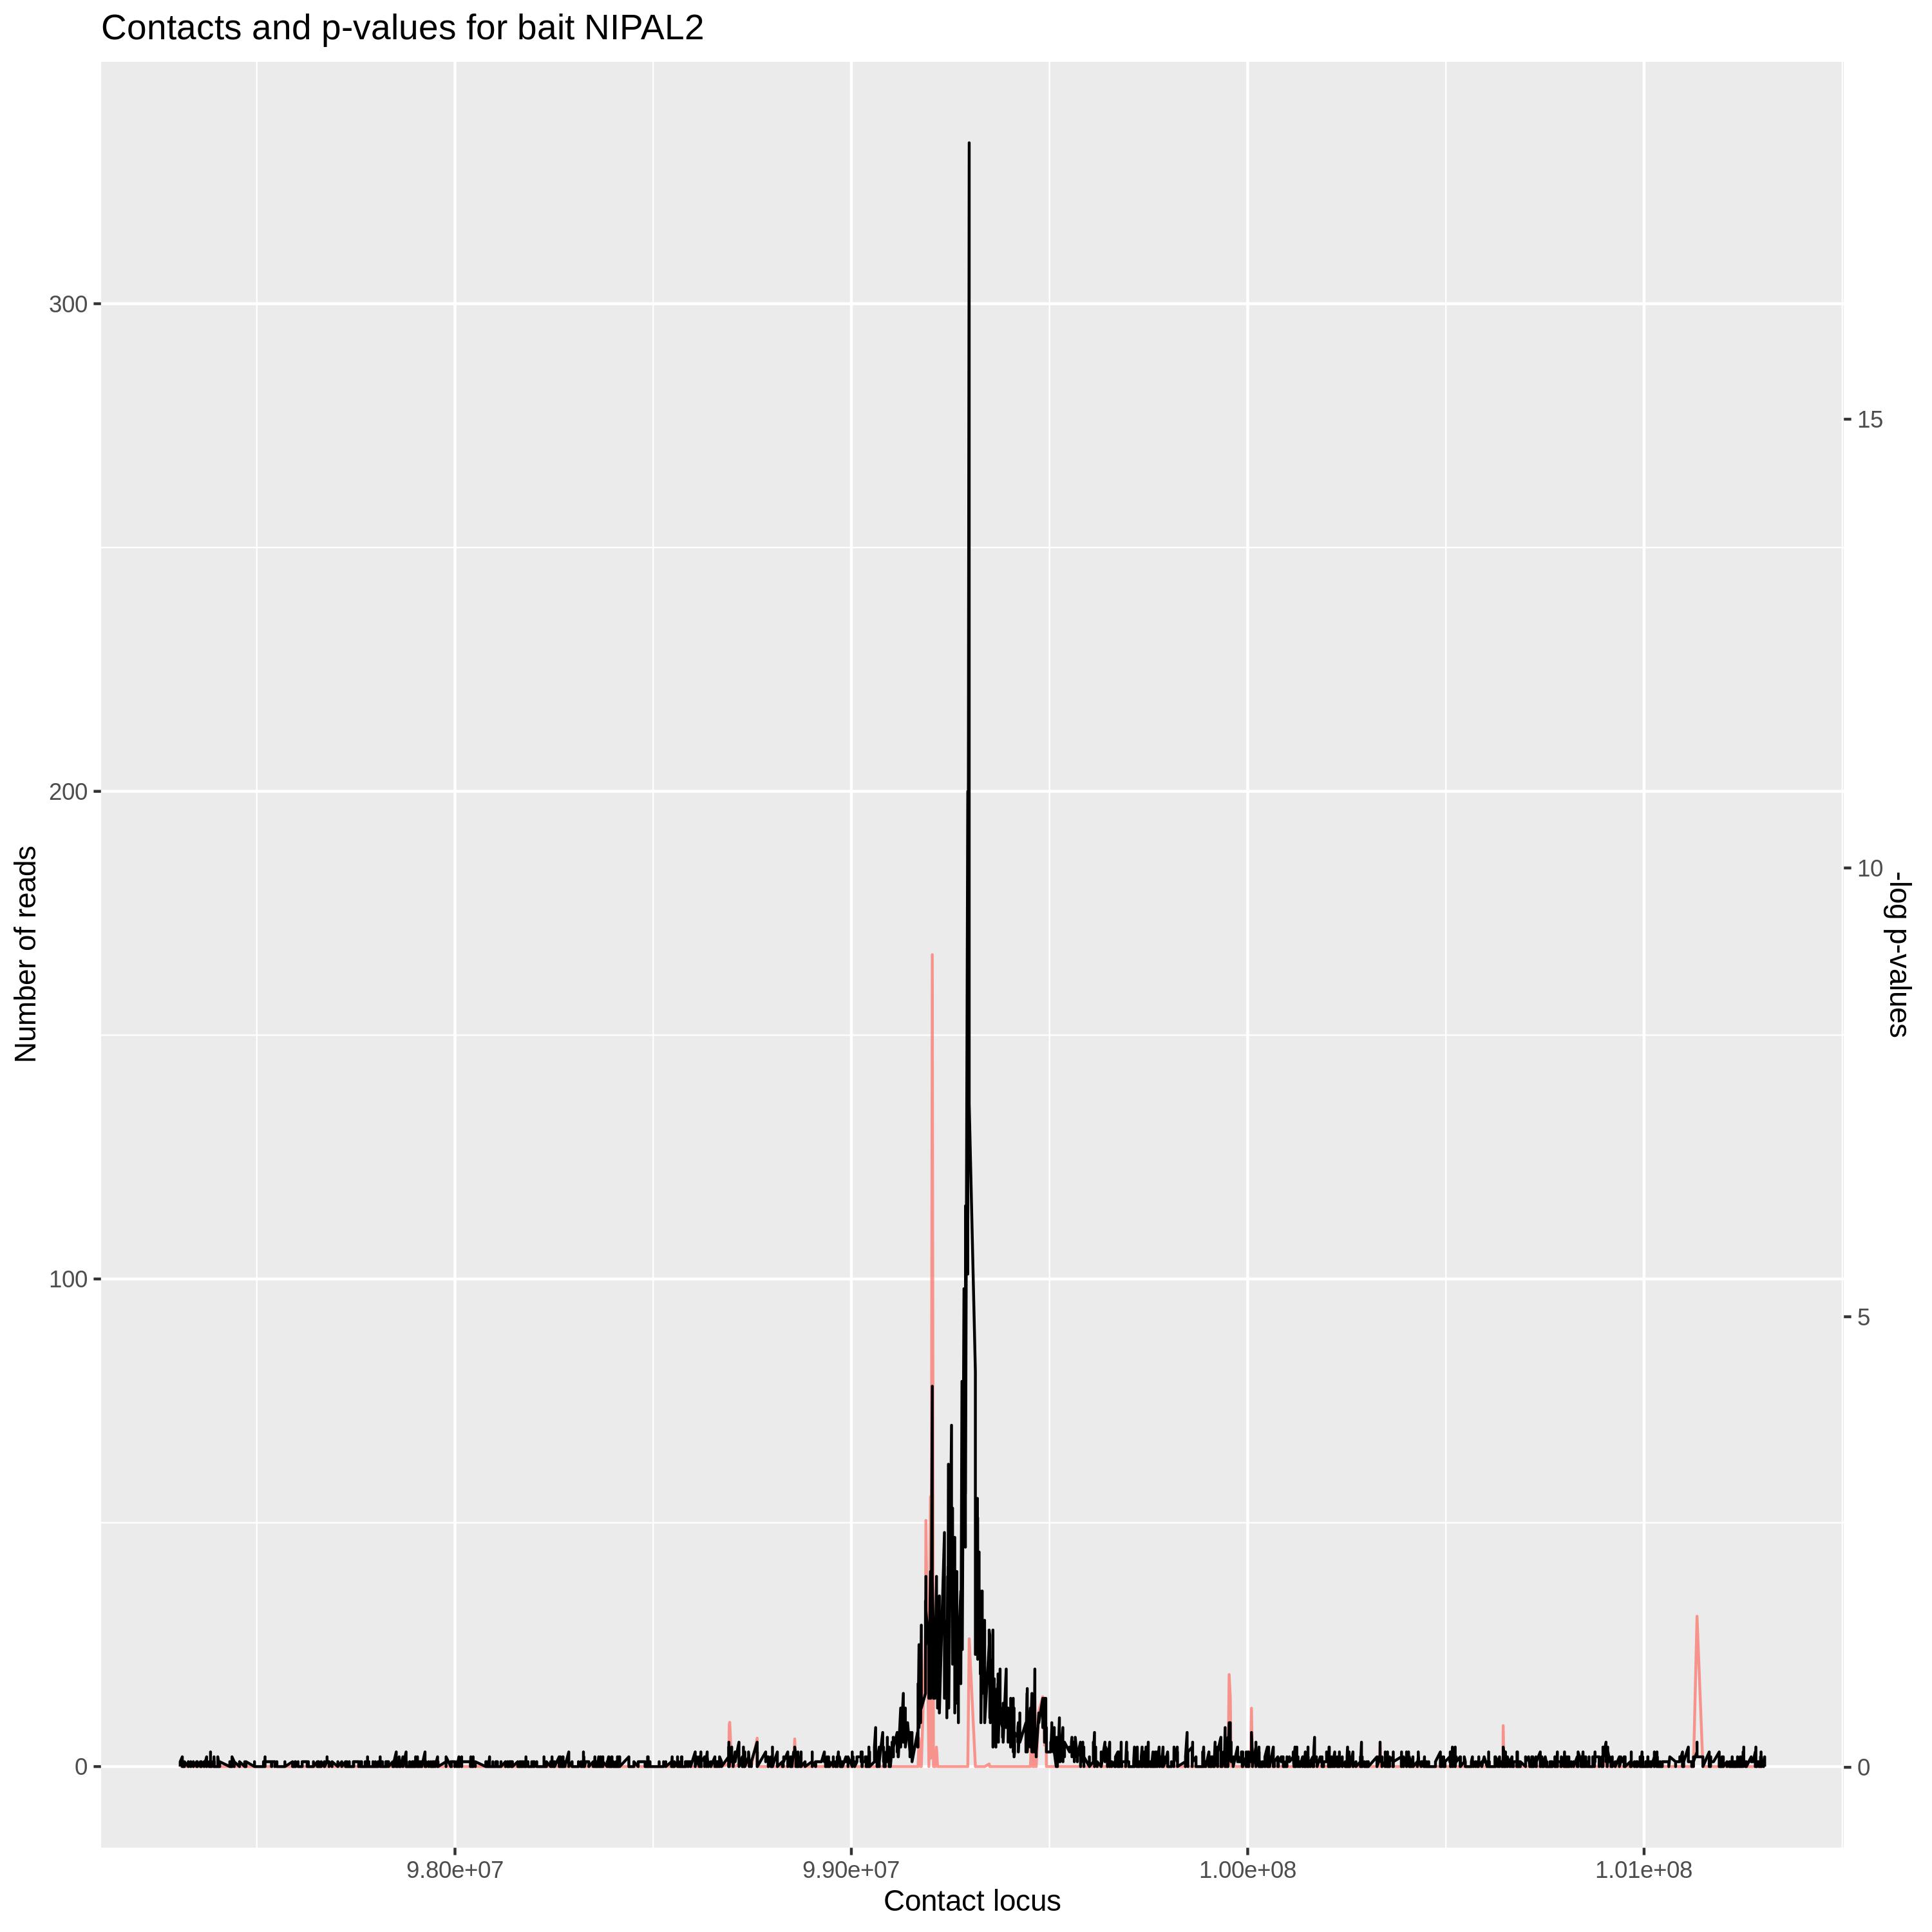 Contacts and p-values for bait NIPAL2
300
200
100
0
Number of reads
15
10
5
0
-log p-values
9.80e+07
9.90e+07
1.00e+08
1.01e+08
Contact locus